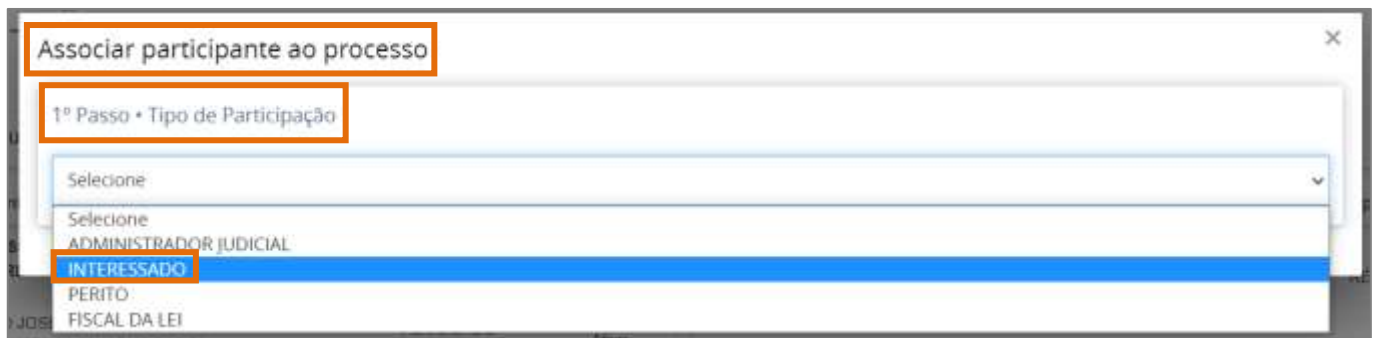 Associar participante ao processo
×
1º Passo • Tipo de Participação
Selecione
Selecione
ADMINISTRADOR JUDICIAL
INTERESSADO
PERITO
FISCAL DA LEI